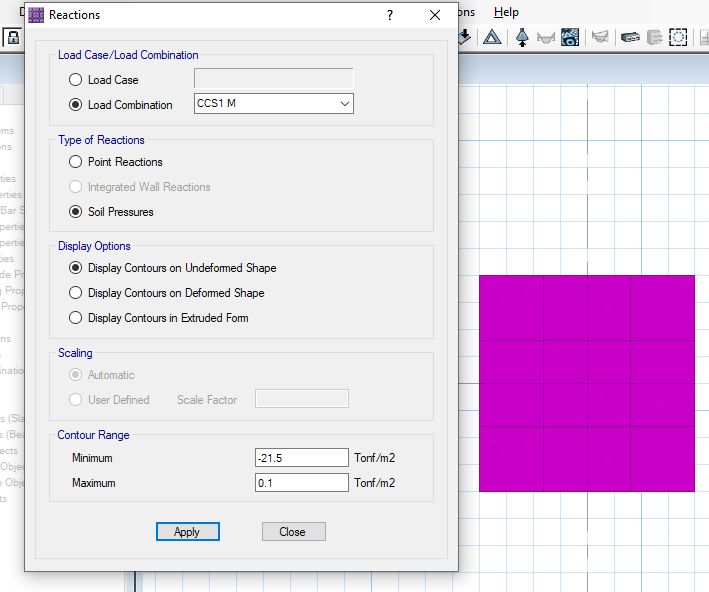 Reactions ?
ons Help
Load Case/Load Combination
Load Case
Load Combination CCS1 M
Type of Reactions
Point Reactions
Integrated Wall Reactions
Soil Pressures
Display Options
Display Contours on Undeformed Shape
Display Contours on Deformed Shape
Display Contours in Extruded Form
Scaling
Automatic
User Defined Scale Factor
Contour Range
Minimum -21.5 Tonf/m2
Maximum 0.1 Tonf/m2
Apply Close